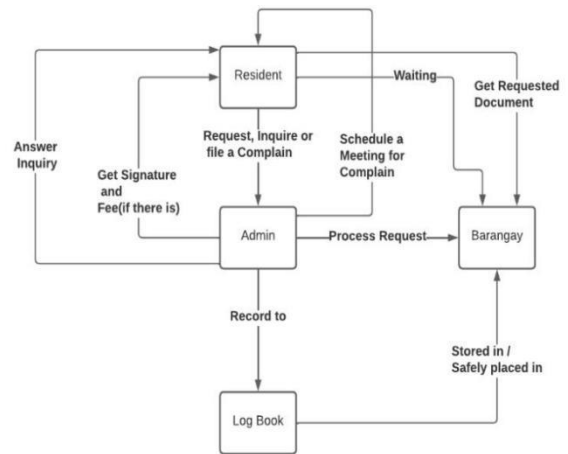 Resident
Waiting
Get Requested
Document
Request, Inquire or
file a Complain
Schedule a
Meeting for
Complain
Answer
Inquiry
Get Signature
and
Fee(if there is)
Admin
Process Request
Barangay
Record to
Stored in /
Safely placed in
Log Book